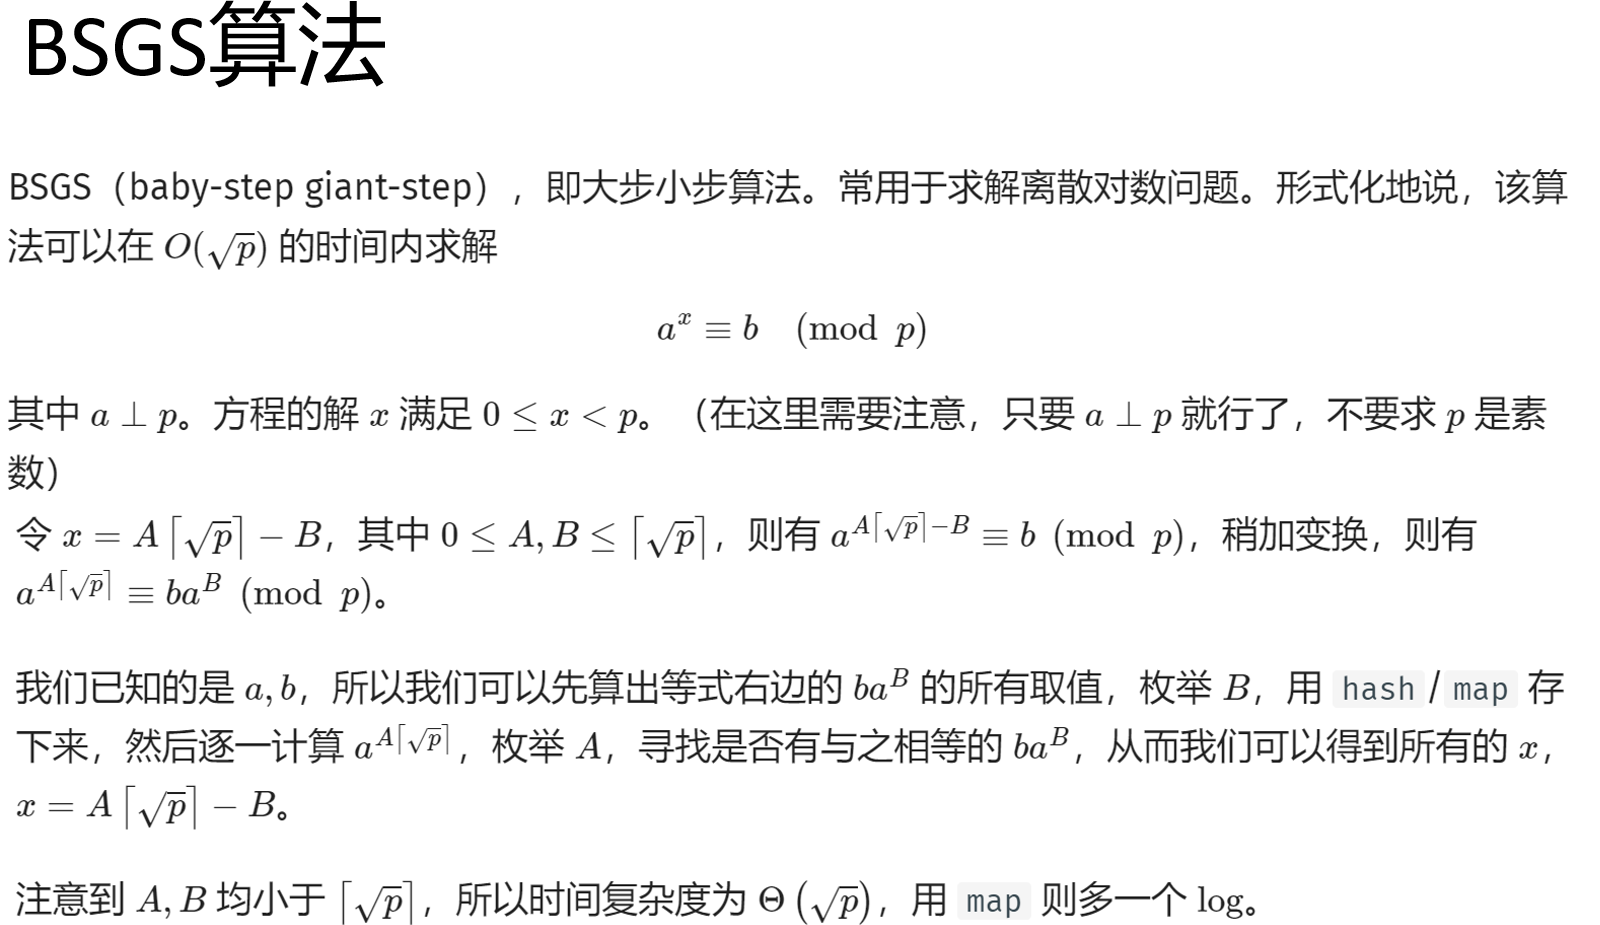 BSGS算法
BSGS（baby-step giant-step），即大步小步算法。常用于求解离散对数问题。形式化地说，该算
法可以在 $O(\sqrt{p})$ 的时间内求解
$a^x \equiv b \pmod p$
其中 $a \perp p$。方程的解 $x$ 满足 $0 \le x < p$。（在这里需要注意，只要 $a \perp p$ 就行了，不要求 $p$ 是素
数）
令 $x = A\lceil\sqrt{p}\rceil - B$，其中 $0 \le A, B \le \lceil\sqrt{p}\rceil$，则有 $a^{A\lceil\sqrt{p}\rceil - B} \equiv b \pmod p$，稍加变换，则有
$a^{A\lceil\sqrt{p}\rceil} \equiv ba^B \pmod p$。
我们已知的是 $a, b$，所以我们可以先算出等式右边的 $ba^B$ 的所有取值，枚举 $B$，用 hash/map 存
下来，然后逐一计算 $a^{A\lceil\sqrt{p}\rceil}$，枚举 $A$，寻找是否有与之相等的 $ba^B$，从而我们可以得到所有的 $x$，
$x = A\lceil\sqrt{p}\rceil - B$。
注意到 $A, B$ 均小于 $\lceil\sqrt{p}\rceil$，所以时间复杂度为 $\Theta(\sqrt{p})$，用 map 则多一个 log。